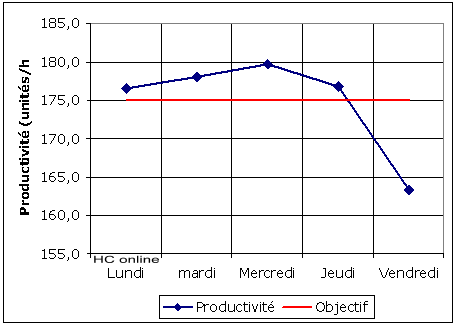 185,0
180,0
175,0
170,0
165,0
160,0
155,0
Productivité (unités/h
HC online
Lundi mardi Mercredi Jeudi Vendredi
Productivité Objectif